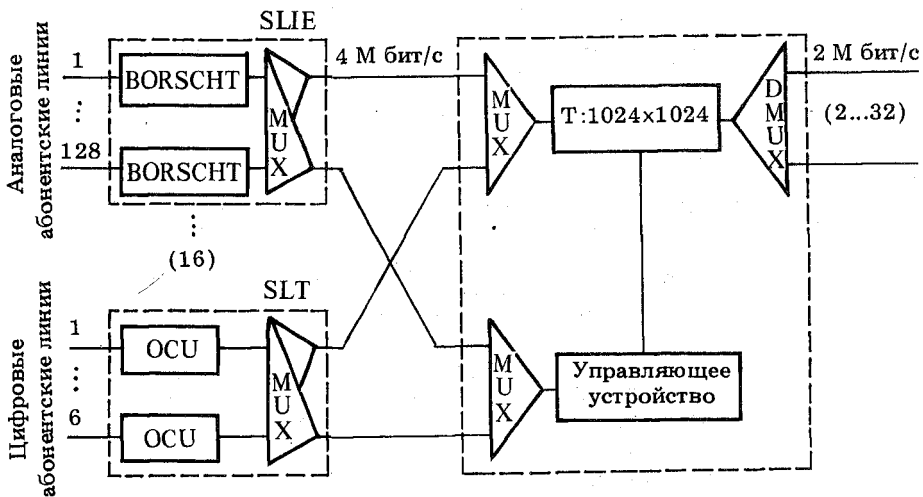 SLIE
Аналоговые
абонентские линии
1
...
128
BORSCHT
BORSCHT
MUX
4 М бит/с
MUX
T:1024x1024
DMUX
2 М бит/с
(2...32)
...
(16)
SLT
Цифровые
абонентские линии
1
...
6
OCU
OCU
MUX
MUX
Управляющее
устройство